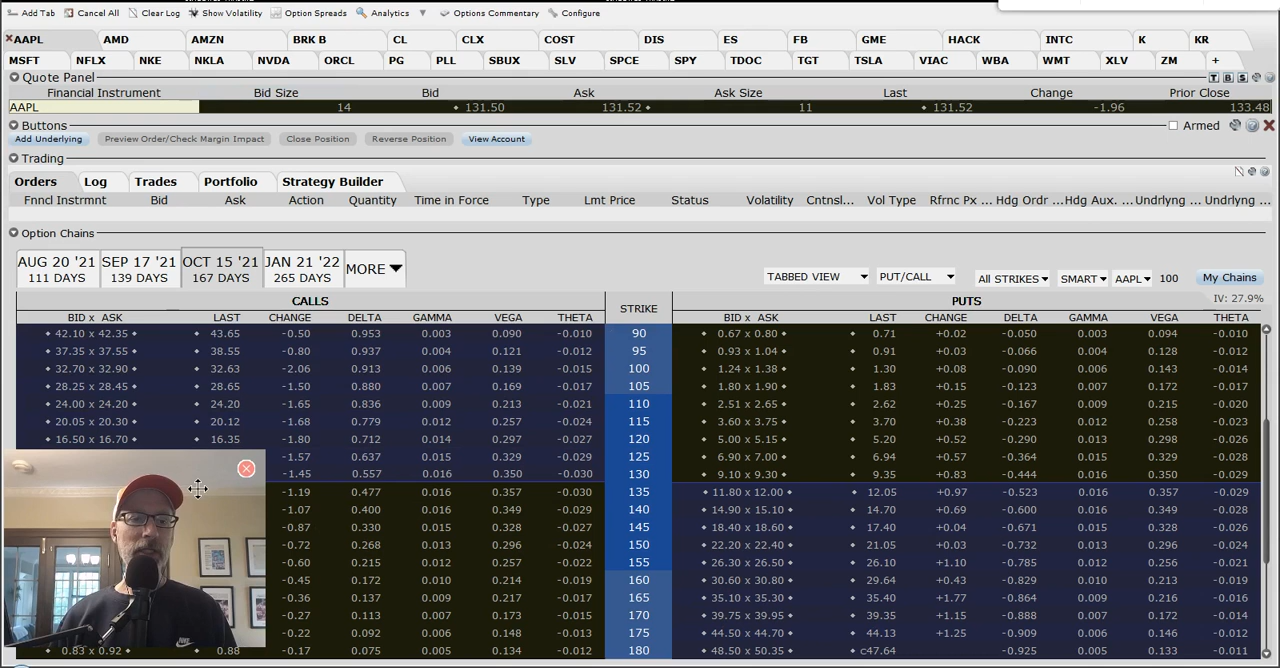 Add Tab Cancel All Clear Log Show Volatility Option Spreads Analytics Options Commentary Configure
AAPL AMD AMZN BRK B CL CLX COST DIS ES FB GME HACK INTC K KR
MSFT NFLX NKE NKLA NVDA ORCL PG PLL SBUX SLV SPCE SPY TDOC TGT TSLA VIAC WBA WMT XLV ZM +
Quote Panel T B S
Financial Instrument Bid Size Bid Ask Ask Size Last Change Prior Close
AAPL 14 131.50 131.52 11 131.52 -1.96 133.48
Buttons Armed
Add Underlying Preview Order/Check Margin Impact Close Position Reverse Position View Account
Trading
Orders Log Trades Portfolio Strategy Builder
Fnncl Instrmnt Bid Ask Action Quantity Time in Force Type Lmt Price Status Volatility Cntnsl... Vol Type Rfrnc Px ... Hdg Ordr ... Hdg Aux. ... Undrlyng ... Undrlyng ...
Option Chains
AUG 20 '21 SEP 17 '21 OCT 15 '21 JAN 21 '22 MORE
111 DAYS 139 DAYS 167 DAYS 265 DAYS
TABBED VIEW PUT/CALL All STRIKES SMART AAPL 100 My Chains
CALLS STRIKE PUTS IV: 27.9%
BID x ASK LAST CHANGE DELTA GAMMA VEGA THETA BID x ASK LAST CHANGE DELTA GAMMA VEGA THETA
42.10 x 42.35 43.65 -0.50 0.953 0.003 0.090 -0.010 90 0.67 x 0.80 0.71 +0.02 -0.050 0.003 0.094 -0.010
37.35 x 37.55 38.55 -0.80 0.937 0.004 0.121 -0.012 95 0.93 x 1.04 0.91 +0.03 -0.066 0.004 0.128 -0.012
32.70 x 32.90 32.63 -2.06 0.913 0.006 0.139 -0.015 100 1.24 x 1.38 1.30 +0.08 -0.090 0.006 0.143 -0.014
28.25 x 28.45 28.65 -1.50 0.880 0.007 0.169 -0.017 105 1.80 x 1.90 1.83 +0.15 -0.123 0.007 0.172 -0.017
24.00 x 24.20 24.20 -1.65 0.836 0.009 0.213 -0.021 110 2.51 x 2.65 2.62 +0.25 -0.167 0.009 0.215 -0.020
20.05 x 20.30 20.12 -1.68 0.779 0.012 0.257 -0.024 115 3.60 x 3.75 3.70 +0.38 -0.223 0.012 0.258 -0.023
16.50 x 16.70 16.35 -1.80 0.712 0.014 0.297 -0.027 120 5.00 x 5.15 5.20 +0.52 -0.290 0.013 0.298 -0.026
-1.57 0.637 0.015 0.329 -0.029 125 6.90 x 7.00 6.94 +0.57 -0.364 0.015 0.329 -0.028
-1.45 0.557 0.016 0.350 -0.030 130 9.10 x 9.30 9.35 +0.83 -0.444 0.016 0.350 -0.029
-1.19 0.477 0.016 0.357 -0.030 135 11.80 x 12.00 12.05 +0.97 -0.523 0.016 0.357 -0.029
-1.07 0.400 0.016 0.349 -0.029 140 14.90 x 15.10 14.70 +0.69 -0.600 0.016 0.349 -0.028
-0.87 0.330 0.015 0.328 -0.027 145 18.40 x 18.60 17.40 +0.04 -0.671 0.015 0.328 -0.026
-0.72 0.268 0.013 0.296 -0.024 150 22.20 x 22.40 21.05 +0.03 -0.732 0.013 0.296 -0.024
-0.60 0.215 0.012 0.257 -0.022 155 26.30 x 26.50 26.10 +1.10 -0.785 0.012 0.256 -0.021
-0.45 0.172 0.010 0.214 -0.019 160 30.60 x 30.80 29.64 +0.43 -0.829 0.010 0.213 -0.019
-0.36 0.137 0.009 0.217 -0.017 165 35.10 x 35.30 35.40 +1.77 -0.864 0.009 0.216 -0.016
-0.27 0.113 0.007 0.173 -0.015 170 39.75 x 39.95 39.35 +1.15 -0.888 0.007 0.172 -0.014
-0.22 0.092 0.006 0.148 -0.013 175 44.50 x 44.70 44.13 +1.25 -0.909 0.006 0.146 -0.012
0.83 x 0.92 0.88 -0.17 0.075 0.005 0.134 -0.012 180 48.50 x 50.35 c47.64 -0.925 0.005 0.133 -0.011